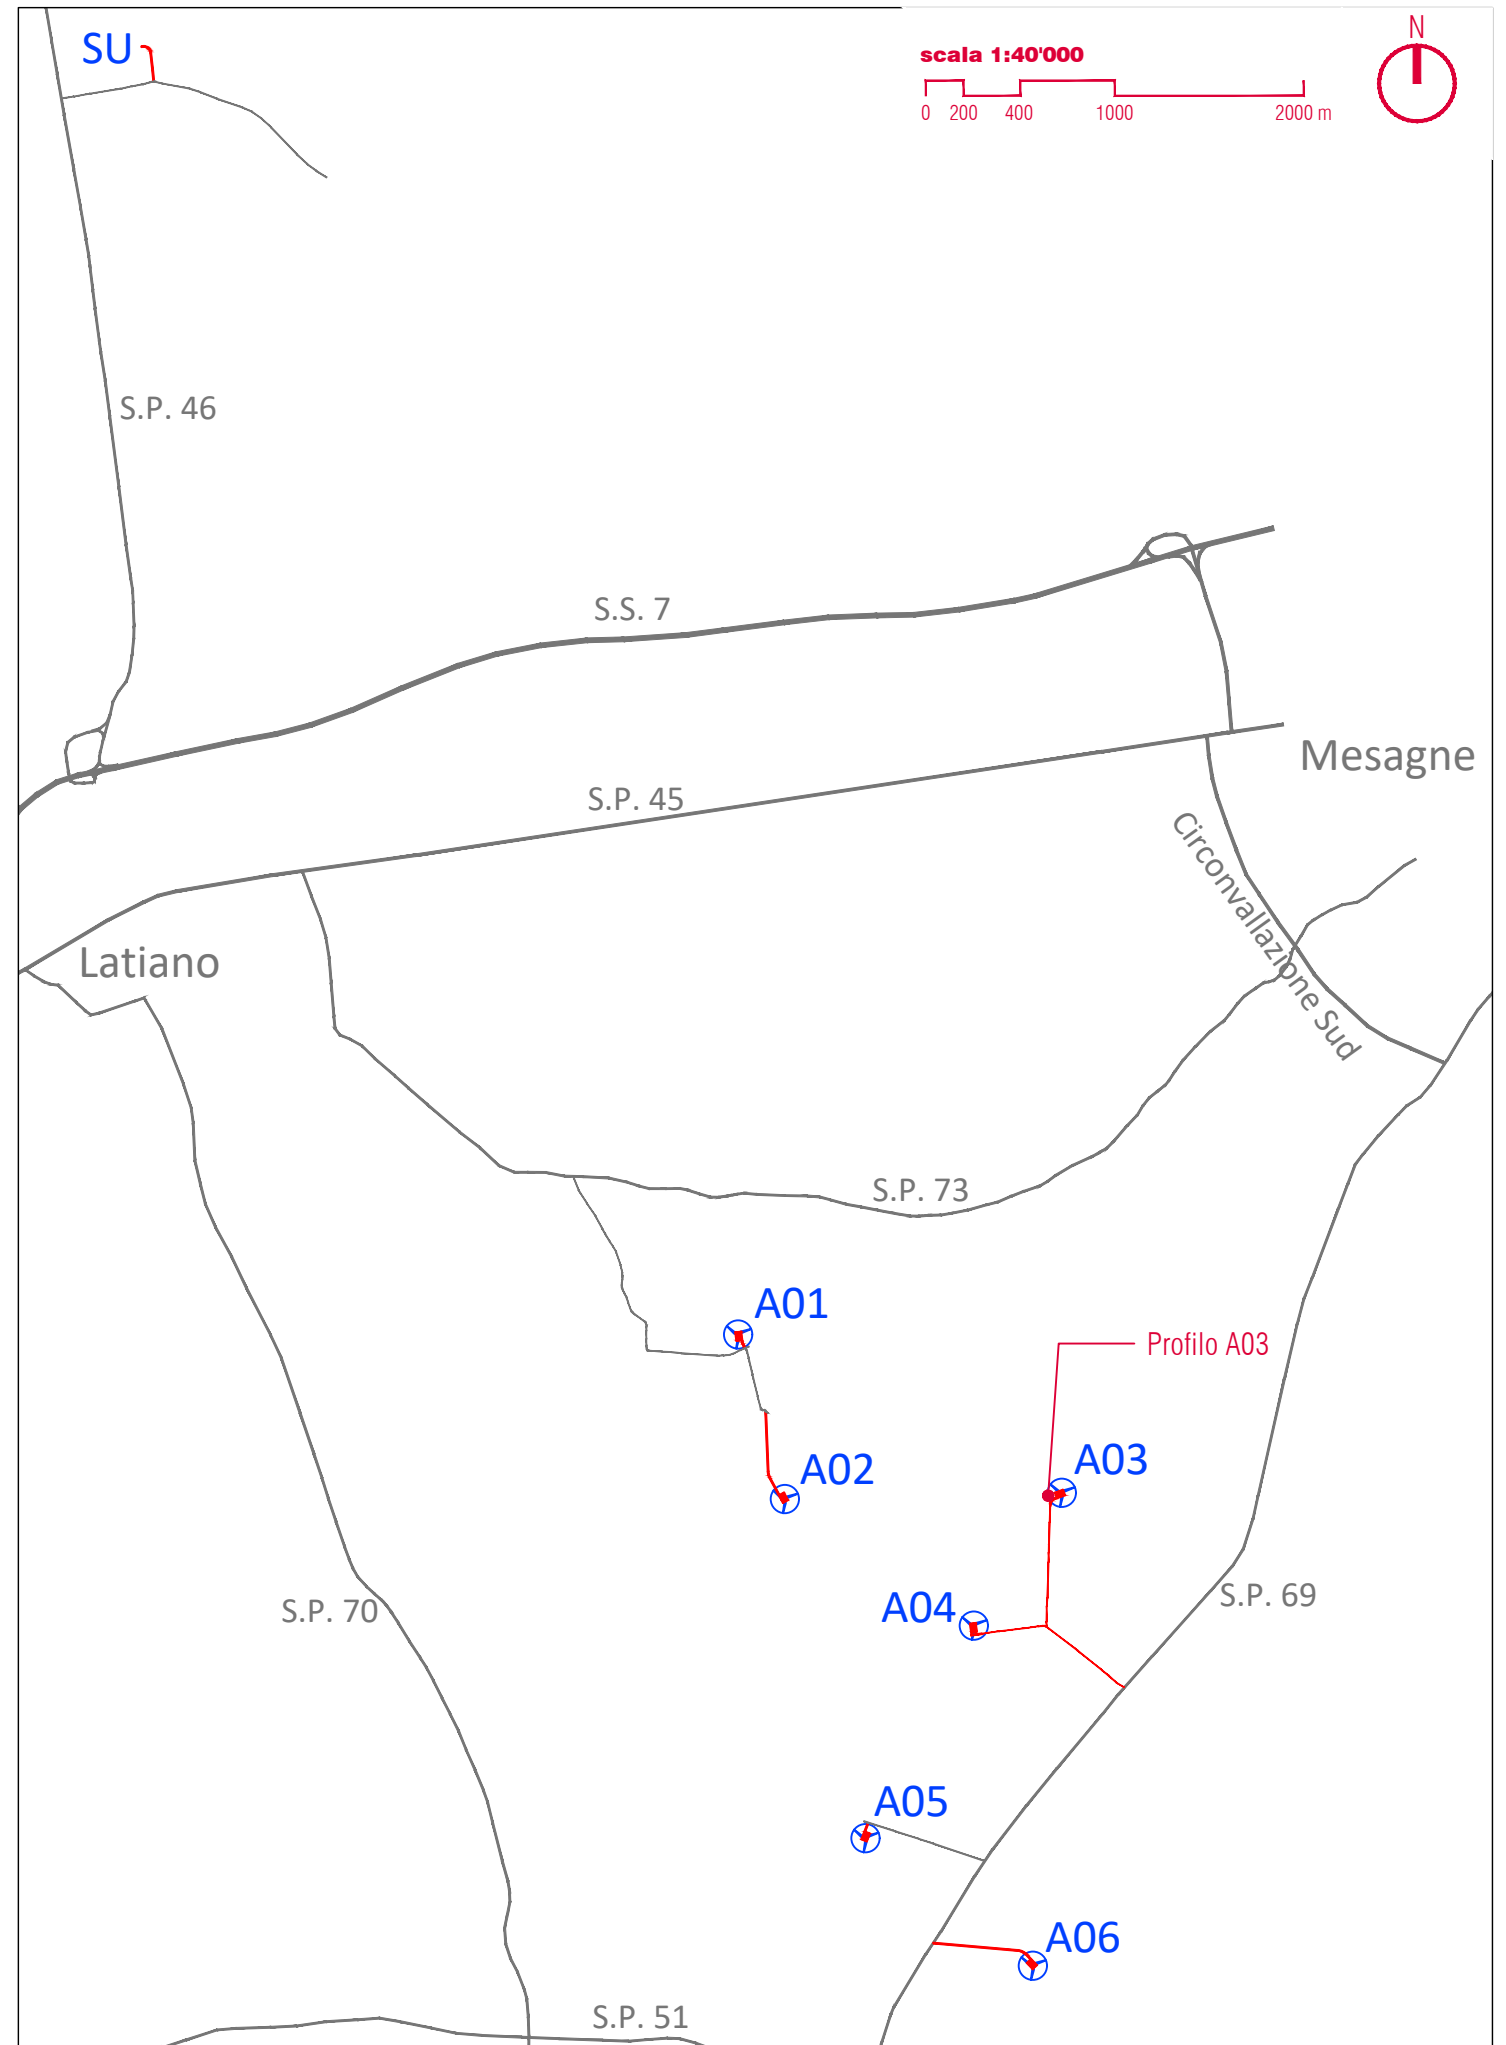 SU
scala 1:40'000
N
0 200 400 1000 2000 m
S.P. 46
S.S. 7
Mesagne
S.P. 45
Circonvallazione Sud
Latiano
S.P. 73
A01
Profilo A03
A03
A02
S.P. 69
A04
S.P. 70
A05
A06
S.P. 51